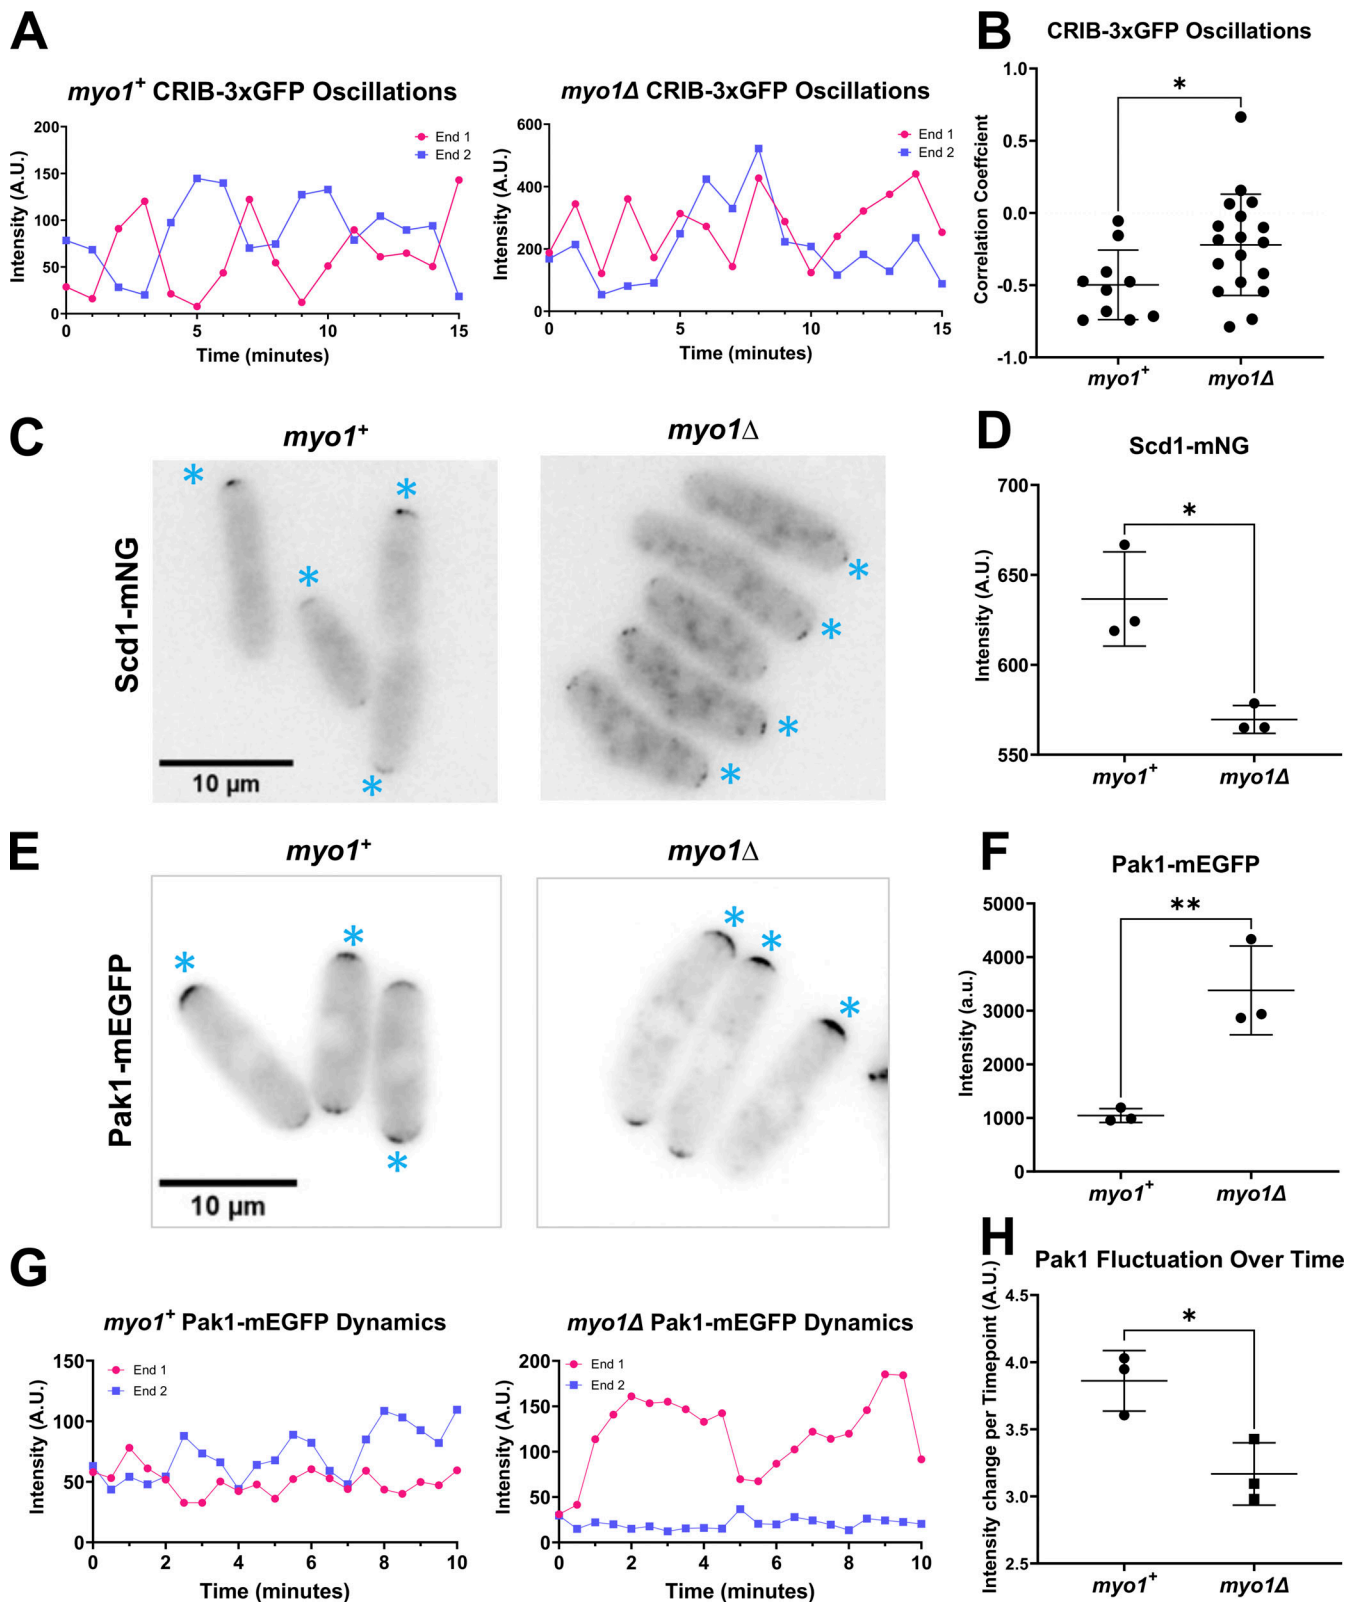 A
myo1⁺ CRIB-3xGFP Oscillations
Intensity (A.U.)
200
150
100
50
0
0 5 10 15
Time (minutes)
End 1
End 2
myo1Δ CRIB-3xGFP Oscillations
Intensity (A.U.)
600
400
200
0
0 5 10 15
Time (minutes)
End 1
End 2
B
CRIB-3xGFP Oscillations
Correlation Coeffcient
1.0
0.5
0.0
-0.5
-1.0
*
myo1⁺ myo1Δ
C
myo1⁺
myo1Δ
Scd1-mNG
* * * *
10 µm
* * * *
D
Scd1-mNG
Intensity (A.U.)
700
650
600
550
*
myo1⁺ myo1Δ
E
myo1⁺
myo1Δ
Pak1-mEGFP
* * *
10 µm
* * *
F
Pak1-mEGFP
Intensity (a.u.)
5000
4000
3000
2000
1000
0
**
myo1⁺ myo1Δ
G
myo1⁺ Pak1-mEGFP Dynamics
Intensity (A.U.)
150
100
50
0
0 2 4 6 8 10
Time (minutes)
End 1
End 2
myo1Δ Pak1-mEGFP Dynamics
Intensity (A.U.)
200
150
100
50
0
0 2 4 6 8 10
Time (minutes)
End 1
End 2
H
Pak1 Fluctuation Over Time
Intensity change per Timepoint (A.U.)
4.5
4.0
3.5
3.0
2.5
*
myo1⁺ myo1Δ